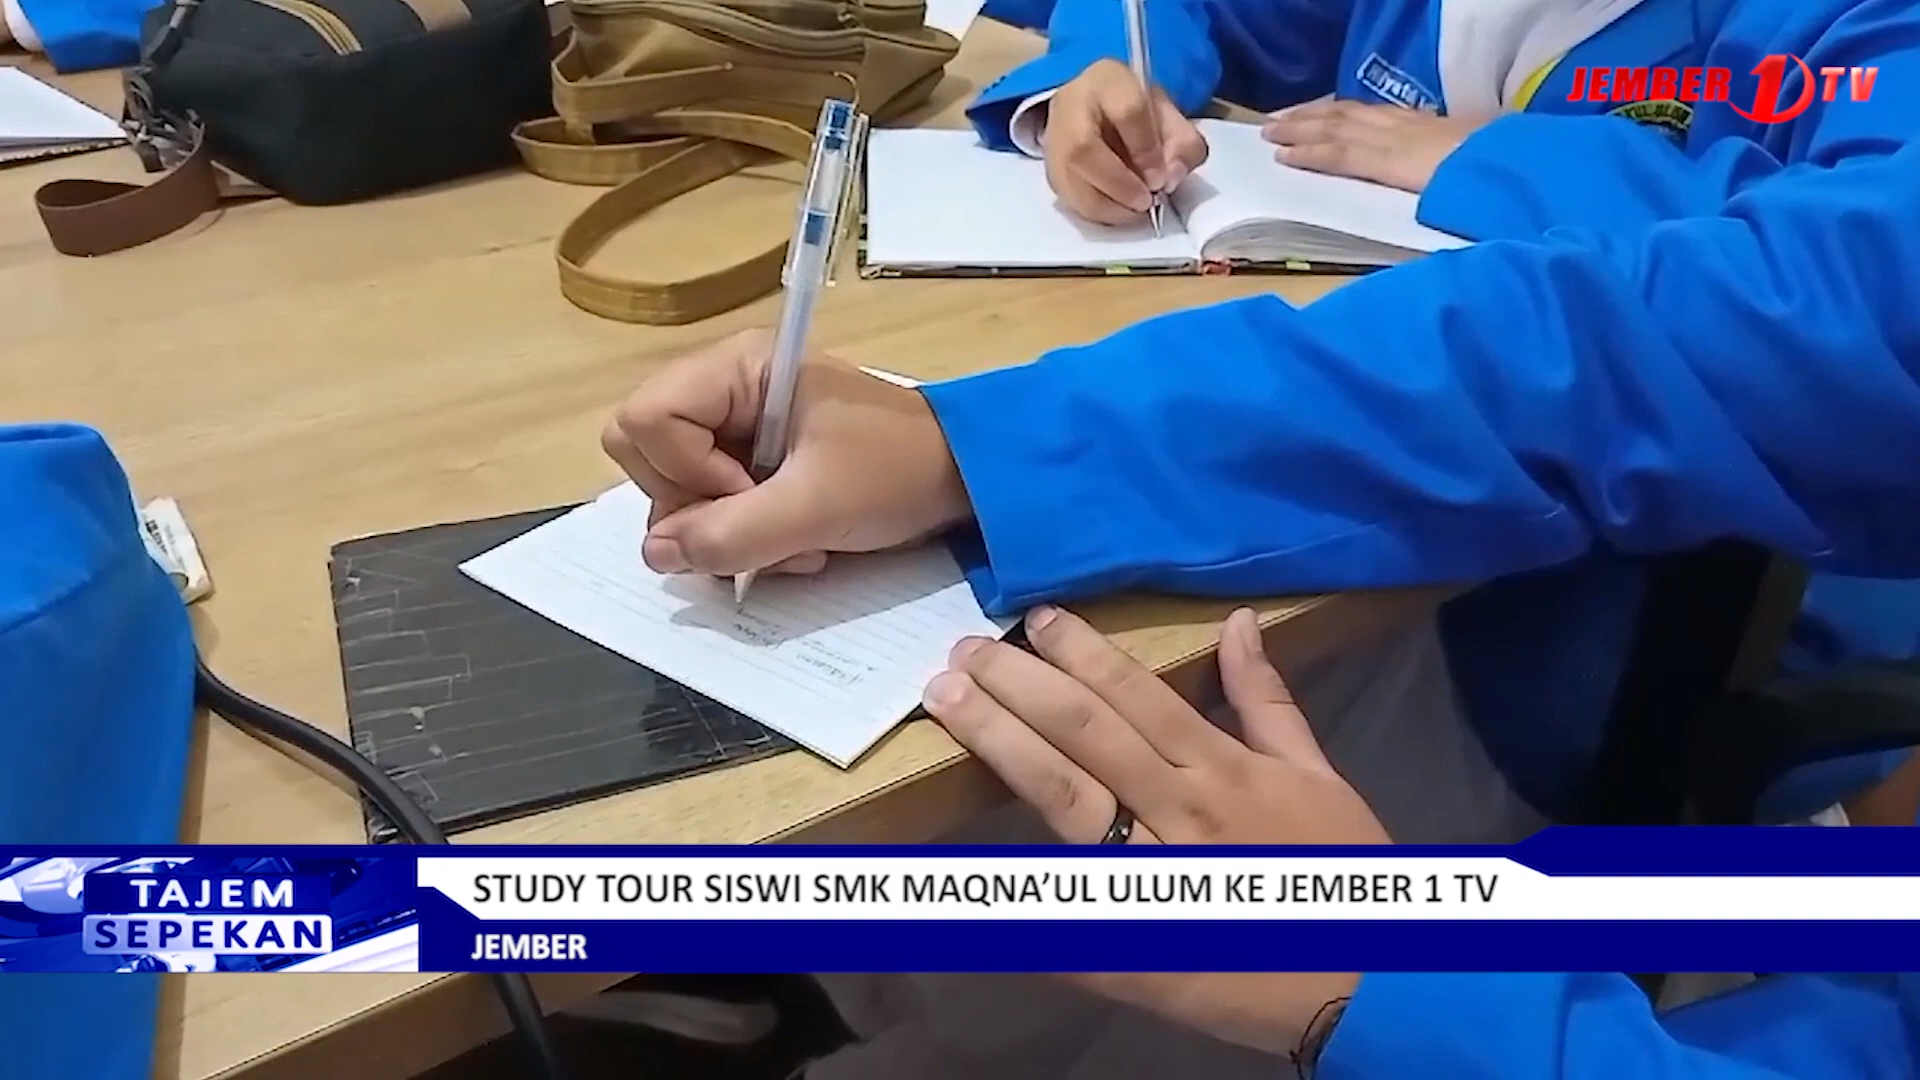 JEMBER 1 TV
TAJEM
SEPEKAN
STUDY TOUR SISWI SMK MAQNA'UL ULUM KE JEMBER 1 TV
JEMBER